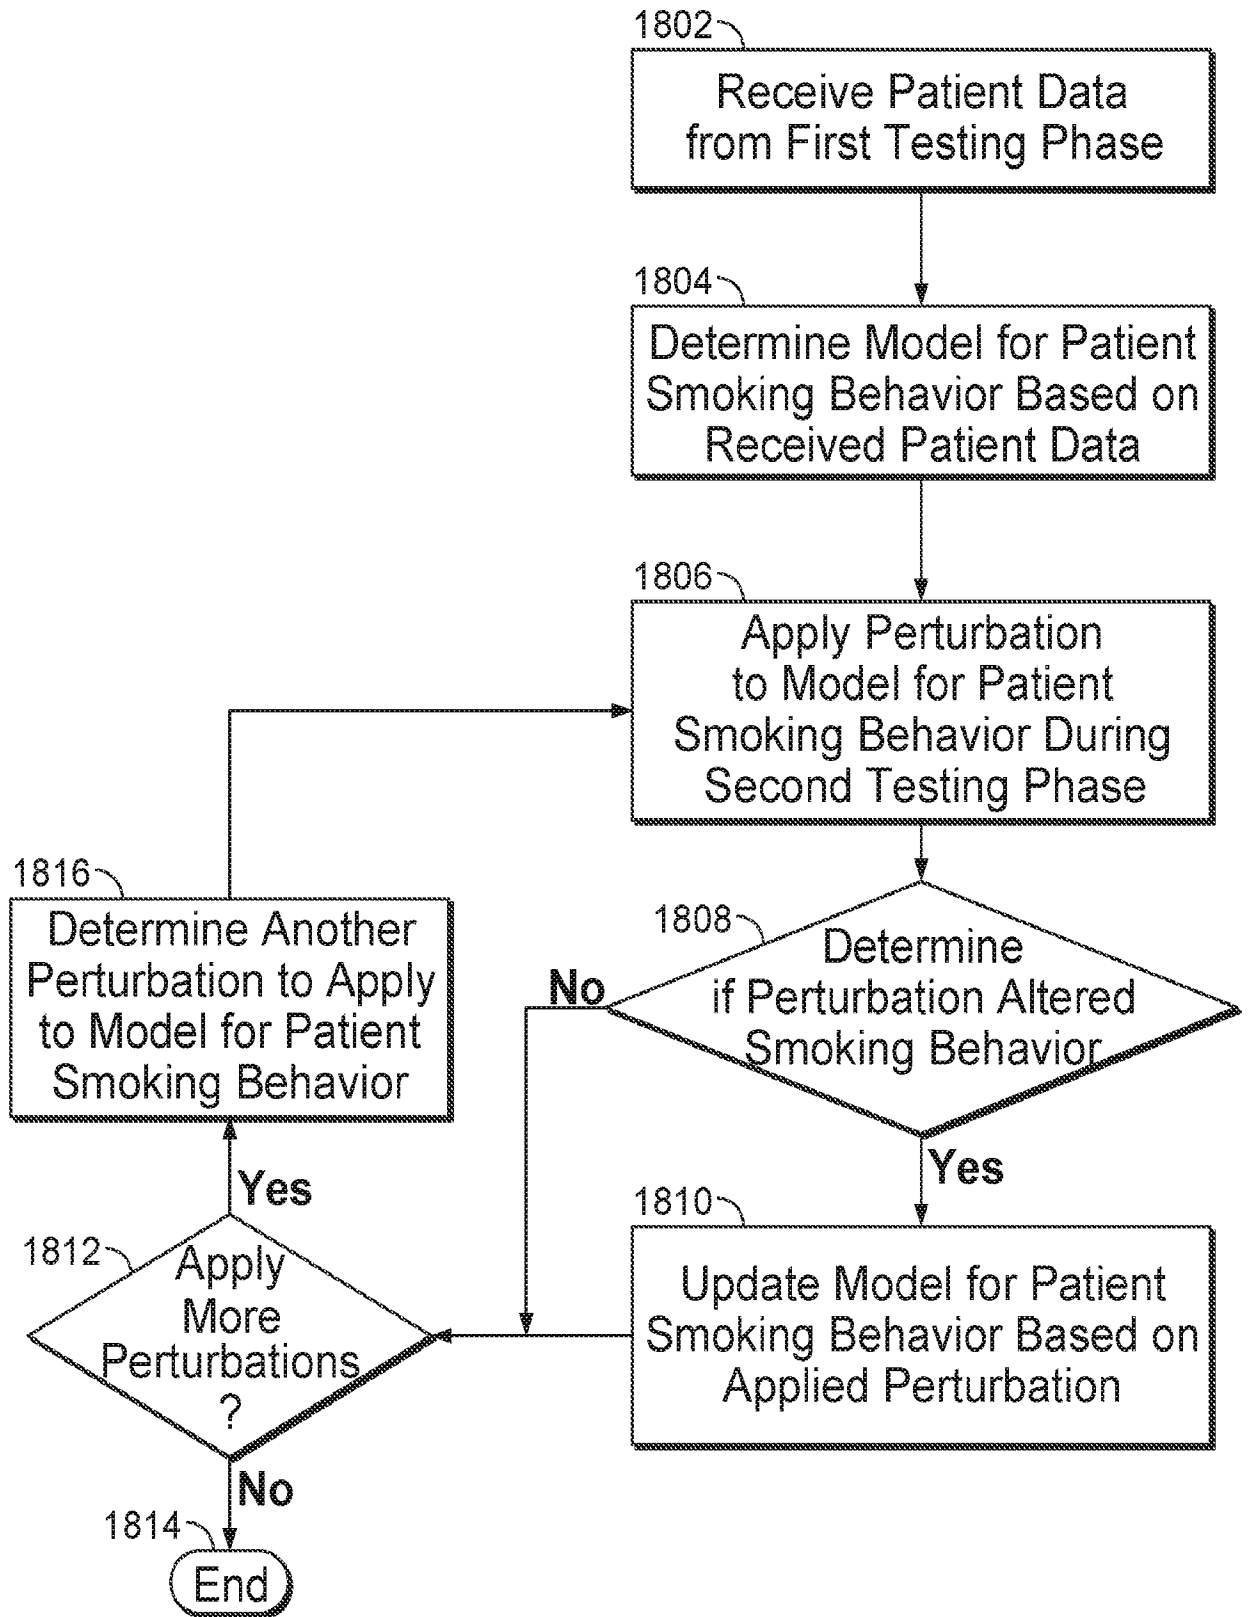 1802
Receive Patient Data
from First Testing Phase
1804
Determine Model for Patient
Smoking Behavior Based on
Received Patient Data
1806
Apply Perturbation
to Model for Patient
Smoking Behavior During
Second Testing Phase
1808
Determine
if Perturbation Altered
Smoking Behavior
No
Yes
1810
Update Model for Patient
Smoking Behavior Based on
Applied Perturbation
1812
Apply
More
Perturbations
?
Yes
1816
Determine Another
Perturbation to Apply
to Model for Patient
Smoking Behavior
No
1814
End